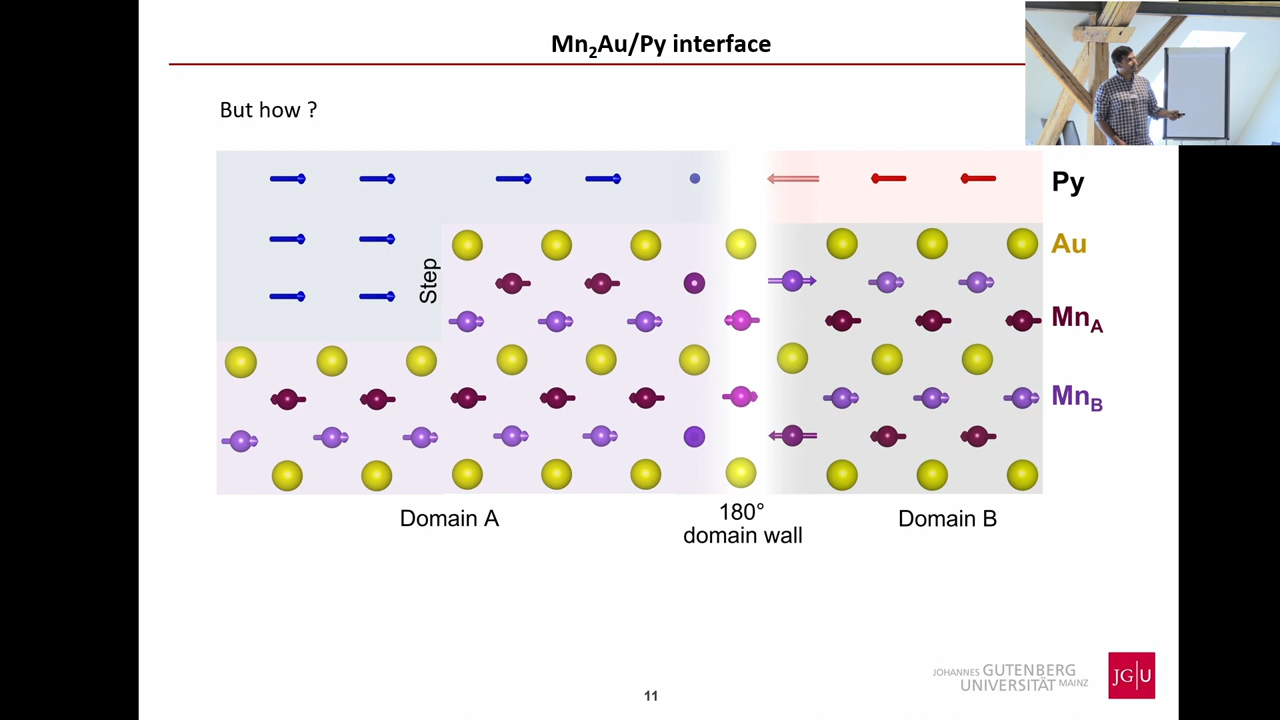 Mn₂Au/Py interface
But how ?
Py
Au
Step
Mn_A
Mn_B
Domain A
180°
domain wall
Domain B
JOHANNES GUTENBERG
UNIVERSITÄT MAINZ
JG|U
11